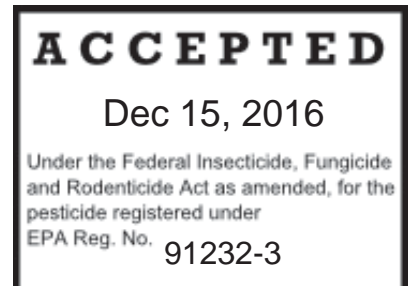 ACCEPTED
Dec 15, 2016
Under the Federal Insecticide, Fungicide
and Rodenticide Act as amended, for the
pesticide registered under
EPA Reg. No. 91232-3